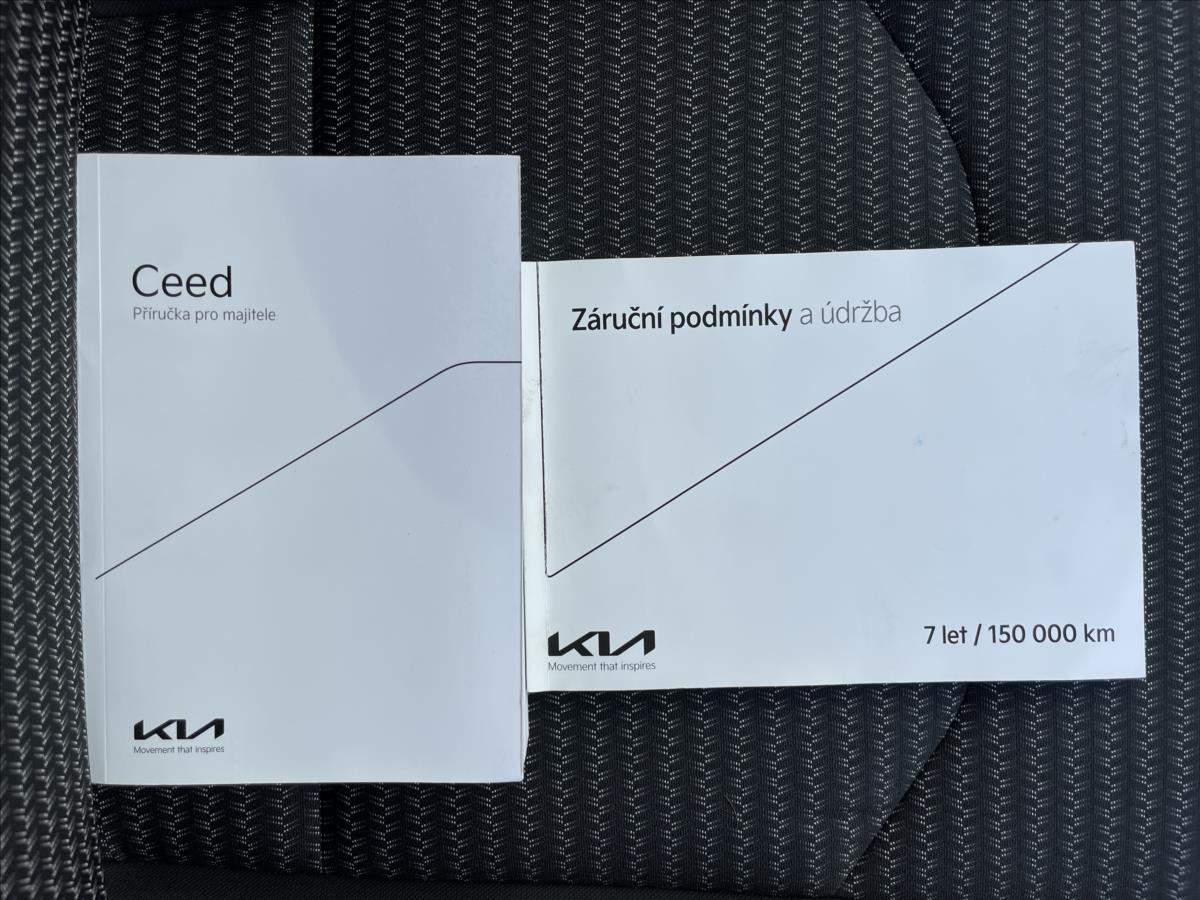 Ceed
Příručka pro majitele
KIA
Movement that inspires
Záruční podmínky a údržba
7 let / 150 000 km
KIA
Movement that inspires